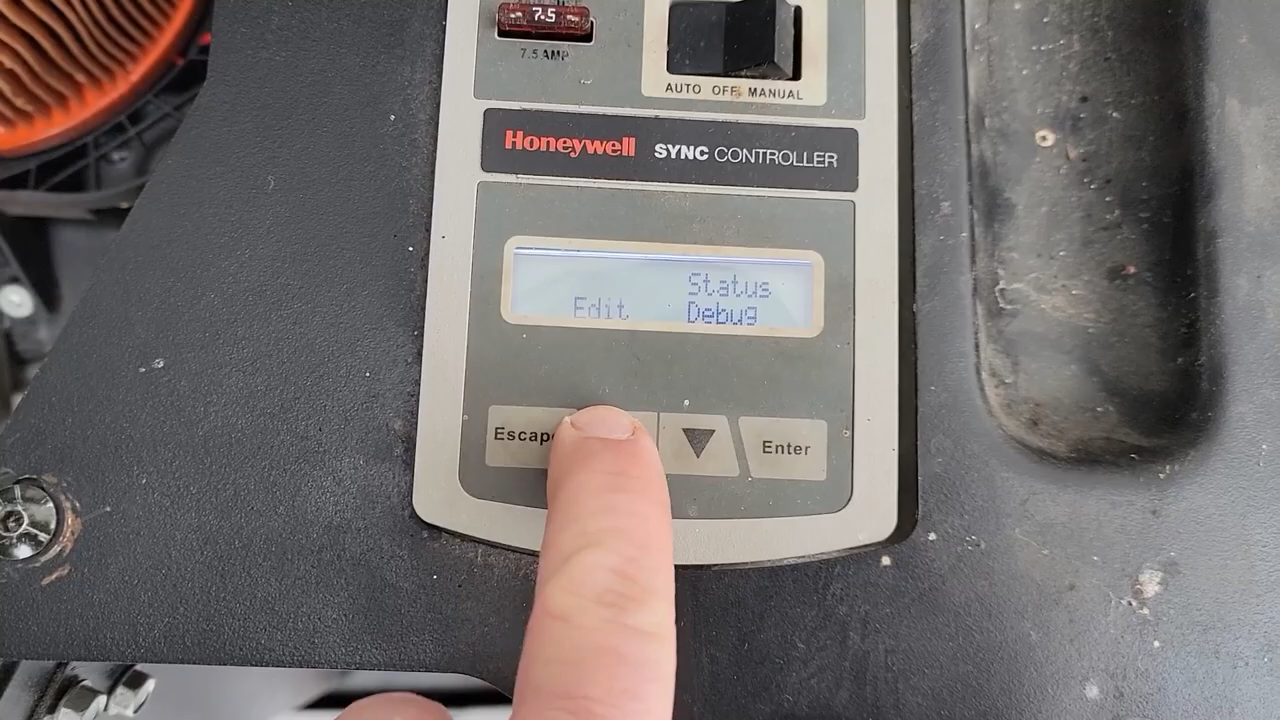 7.5
7.5 AMP
AUTO OFF MANUAL
Honeywell SYNC CONTROLLER
Status
Edit Debug
Escape
Enter